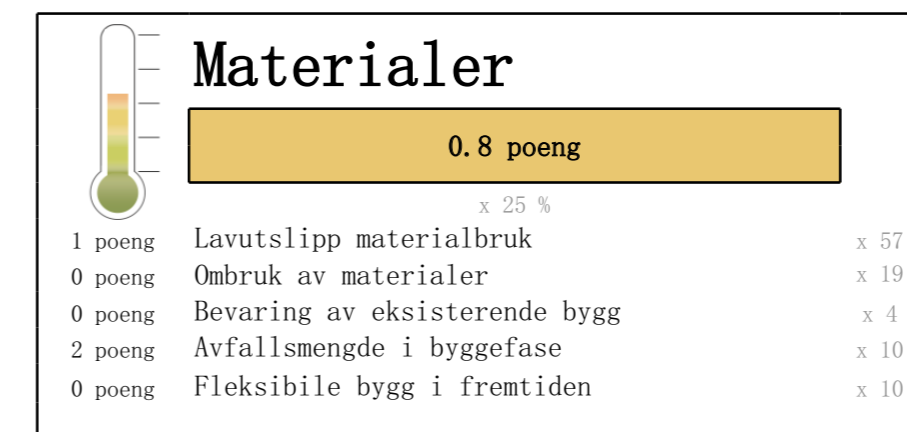 Materialer
0.8 poeng
x 25 %
1 poeng Lavutslipp materialbruk x 57
0 poeng Ombruk av materialer x 19
0 poeng Bevaring av eksisterende bygg x 4
2 poeng Avfallsmengde i byggefase x 10
0 poeng Fleksibile bygg i fremtiden x 10